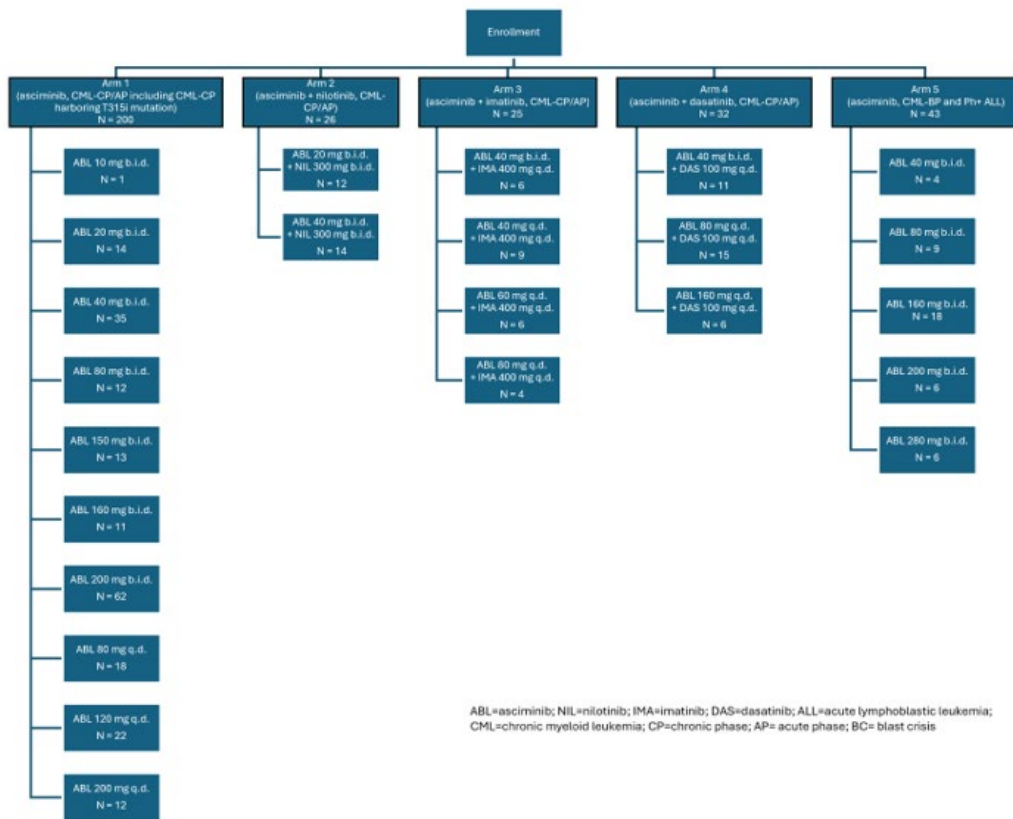 Enrollment
Arm 1
(asciminib, CML-CP/AP including CML-CP
harboring T315i mutation)
N = 200
Arm 2
(asciminib + nilotinib, CML-
CP/AP)
N = 26
Arm 3
(asciminib + imatinib, CML-CP/AP)
N = 25
Arm 4
(asciminib + dasatinib, CML-CP/AP)
N = 32
Arm 5
(asciminib, CML-BP and Ph+ ALL)
N = 43
ABL 10 mg b.i.d.
N = 1
ABL 20 mg b.i.d.
N = 14
ABL 40 mg b.i.d.
N = 35
ABL 80 mg b.i.d.
N = 12
ABL 150 mg b.i.d.
N = 13
ABL 160 mg b.i.d.
N = 11
ABL 200 mg b.i.d.
N = 62
ABL 80 mg q.d.
N = 18
ABL 120 mg q.d.
N = 22
ABL 200 mg q.d.
N = 12
ABL 20 mg b.i.d.
+ NIL 300 mg b.i.d.
N = 12
ABL 40 mg b.i.d.
+ NIL 300 mg b.i.d.
N = 14
ABL 40 mg b.i.d.
+ IMA 400 mg q.d.
N = 6
ABL 40 mg q.d.
+ IMA 400 mg q.d.
N = 9
ABL 60 mg q.d.
+ IMA 400 mg q.d.
N = 6
ABL 80 mg q.d.
+ IMA 400 mg q.d.
N = 4
ABL 40 mg b.i.d.
+ DAS 100 mg q.d.
N = 11
ABL 80 mg q.d.
+ DAS 100 mg q.d.
N = 15
ABL 160 mg q.d.
+ DAS 100 mg q.d.
N = 6
ABL 40 mg b.i.d.
N = 4
ABL 80 mg b.i.d.
N = 9
ABL 160 mg b.i.d.
N = 18
ABL 200 mg b.i.d.
N = 6
ABL 280 mg b.i.d.
N = 6
ABL=asciminib; NIL=nilotinib; IMA=imatinib; DAS=dasatinib; ALL=acute lymphoblastic leukemia;
CML=chronic myeloid leukemia; CP=chronic phase; AP= acute phase; BC= blast crisis